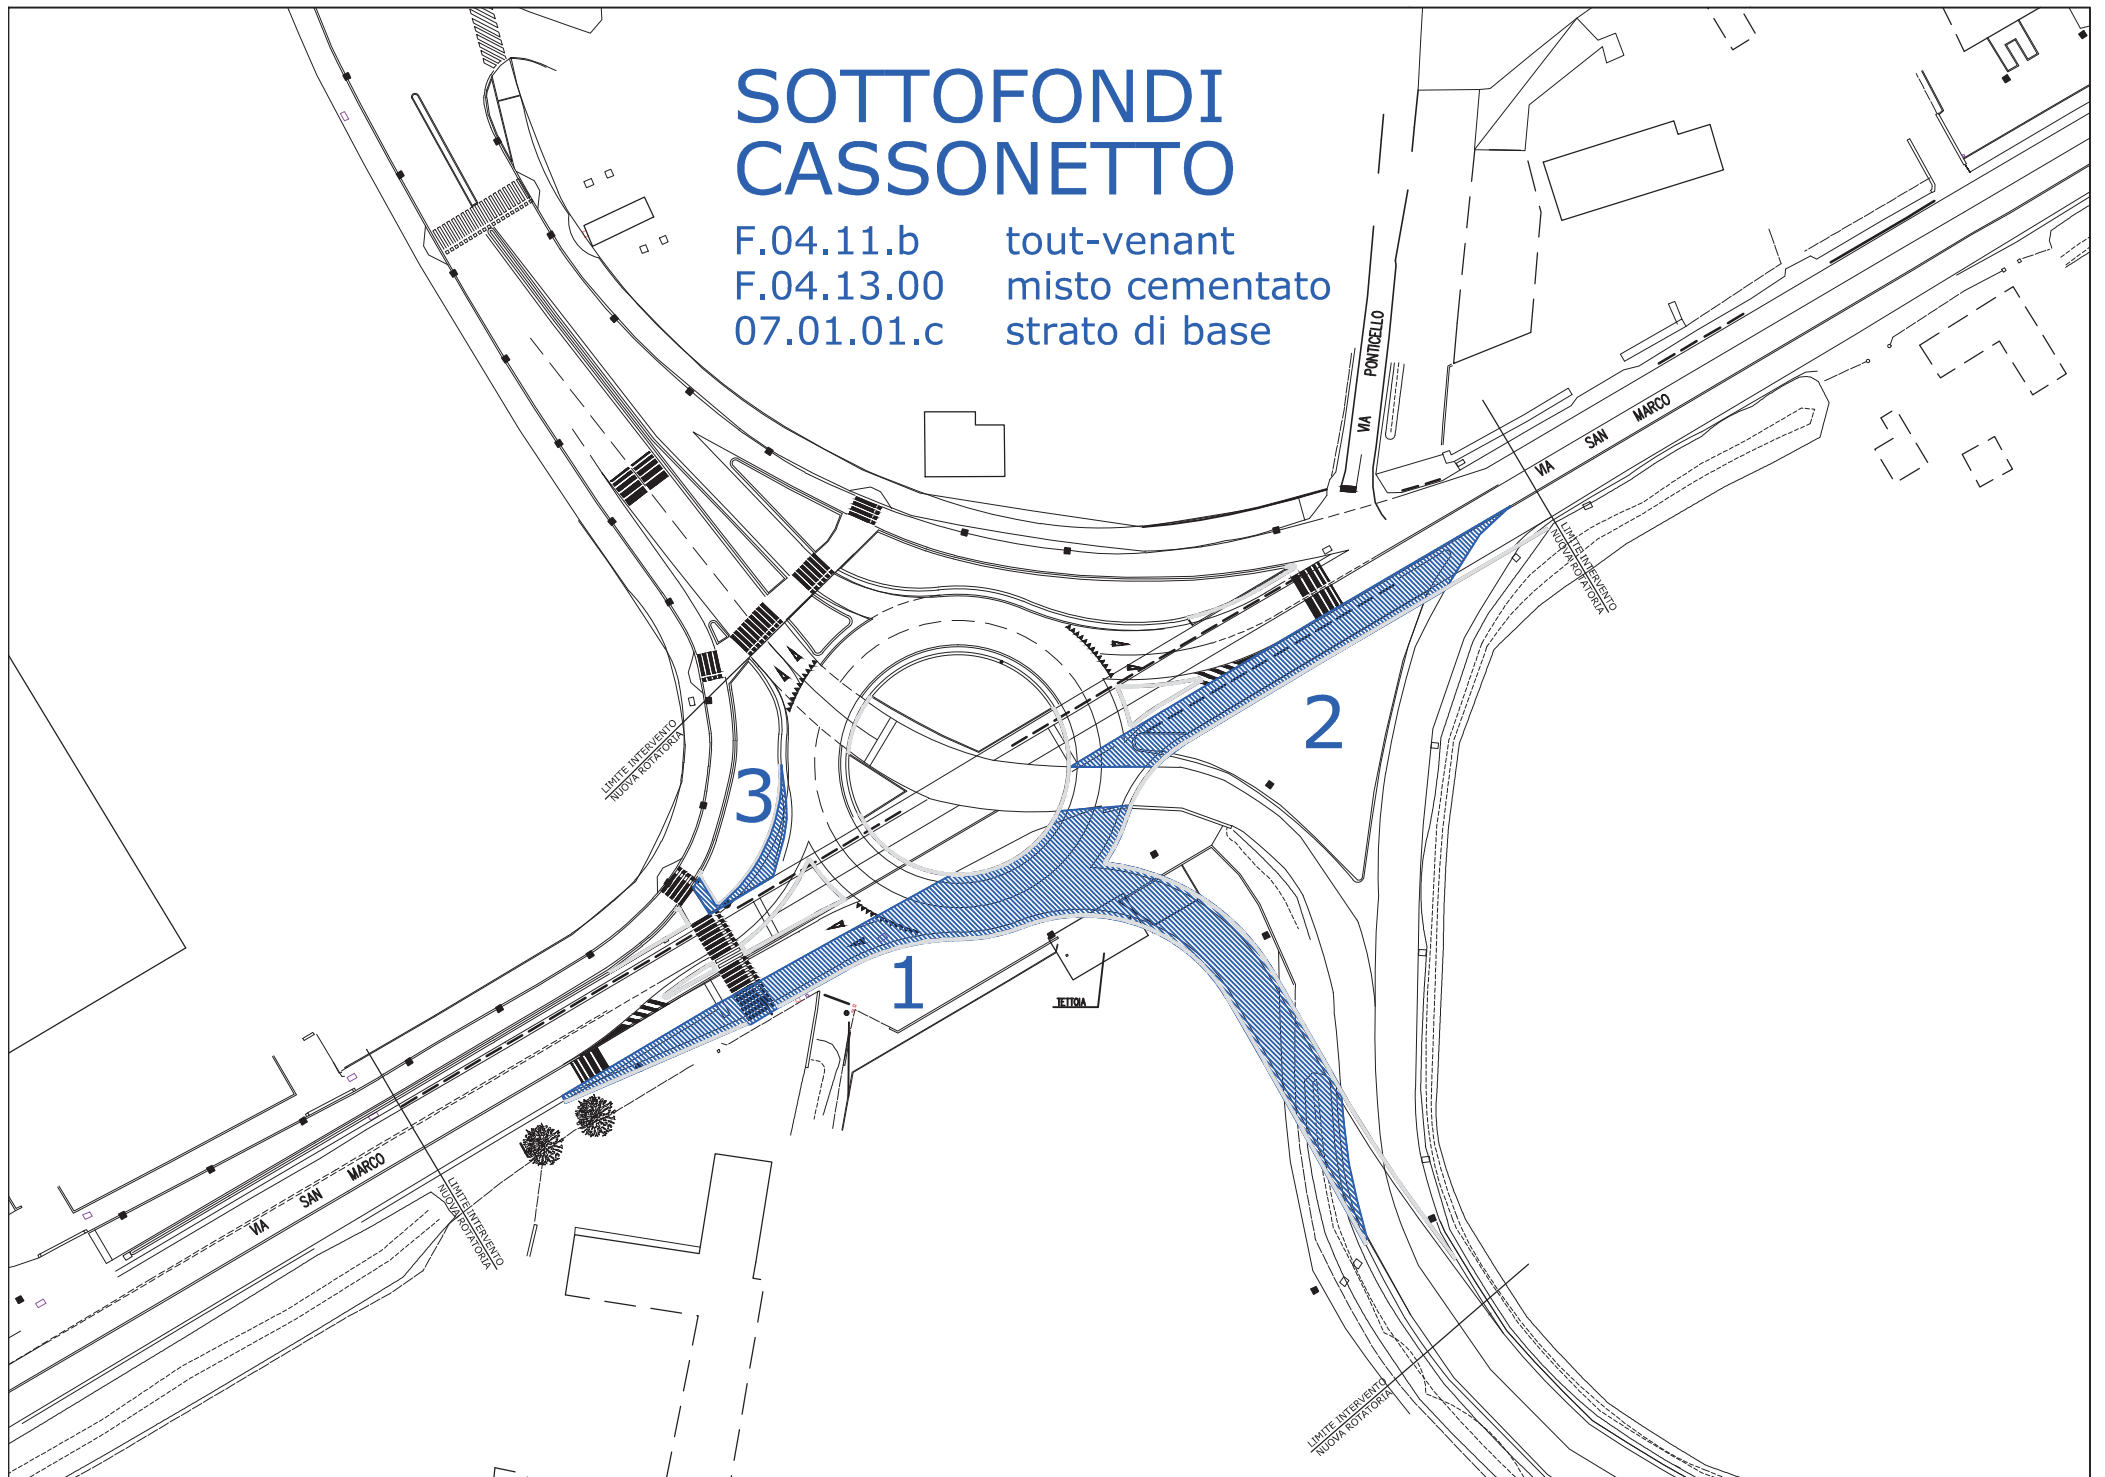 SOTTOFONDI
CASSONETTO
F.04.11.b tout-venant
F.04.13.00 misto cementato
07.01.01.c strato di base
VIA PONTICELLO
VIA SAN MARCO
LIMITE INTERVENTO
NUOVA ROTATORIA
2
LIMITE INTERVENTO
NUOVA ROTATORIA
3
1
TETTOIA
VIA SAN MARCO
LIMITE INTERVENTO
NUOVA ROTATORIA
LIMITE INTERVENTO
NUOVA ROTATORIA